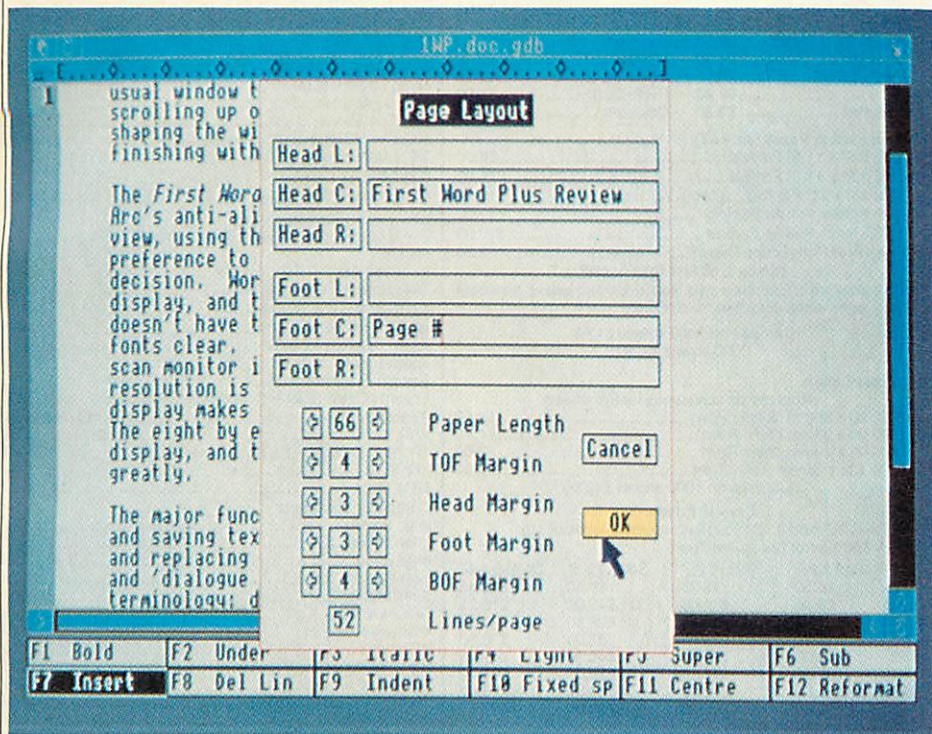 1WP.doc.gdb
[....◊....◊....◊....◊....◊....◊....◊....◊....◊...]
1
usual window t
scrolling up o
shaping the wi
finishing with
The First Word
Arc's anti-ali
view, using th
preference to
decision. Wor
display, and t
doesn't have t
fonts clear.
scan monitor i
resolution is
display makes
The eight by e
display, and t
greatly.
The major func
and saving tex
and replacing
and 'dialogue
terminology: d
Page Layout
Head L:
Head C: First Word Plus Review
Head R:
Foot L:
Foot C: Page #
Foot R:
66 Paper Length
4 TOF Margin
3 Head Margin
3 Foot Margin
4 BOF Margin
52 Lines/page
Cancel
OK
F1 Bold F2 Under F3 Italic F4 Light F5 Super F6 Sub
F7 Insert F8 Del Lin F9 Indent F10 Fixed sp F11 Centre F12 Reformat